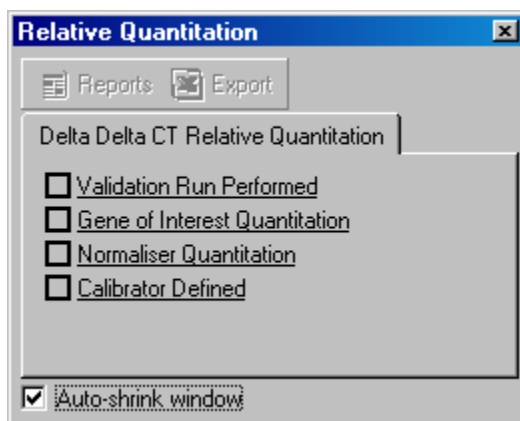 Relative Quantitation
Reports Export
Delta Delta CT Relative Quantitation
Validation Run Performed
Gene of Interest Quantitation
Normaliser Quantitation
Calibrator Defined
Auto-shrink window